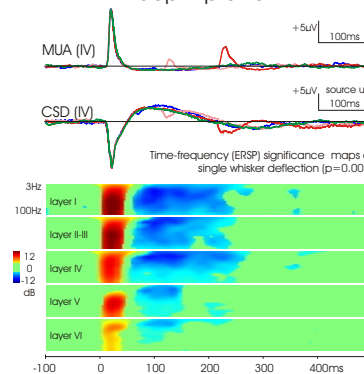 MUA (IV)
+5µV
100ms
CSD (IV)
+5µV source
100ms
Time-frequency (ERSP) significance maps
single whisker deflection (p=0.00
3Hz
100Hz
layer I
layer II-III
12
0
-12
dB
layer IV
layer V
layer VI
-100 0 100 200 300 400ms